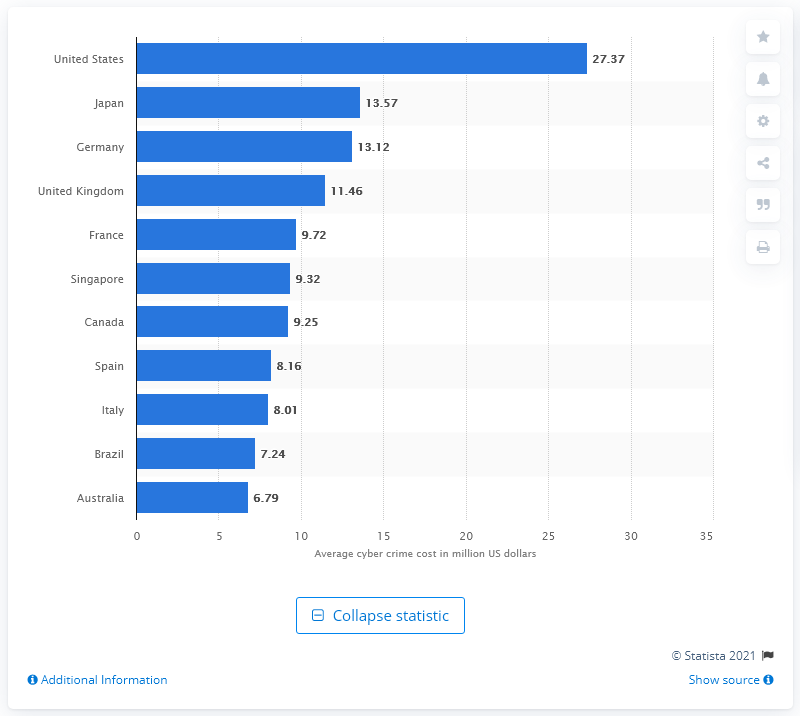 United States 27.37
Japan 13.57
Germany 13.12
United Kingdom 11.46
France 9.72
Singapore 9.32
Canada 9.25
Spain 8.16
Italy 8.01
Brazil 7.24
Australia 6.79
0 5 10 15 20 25 30 35
Average cyber crime cost in million US dollars
Collapse statistic
© Statista 2021
Additional Information Show source